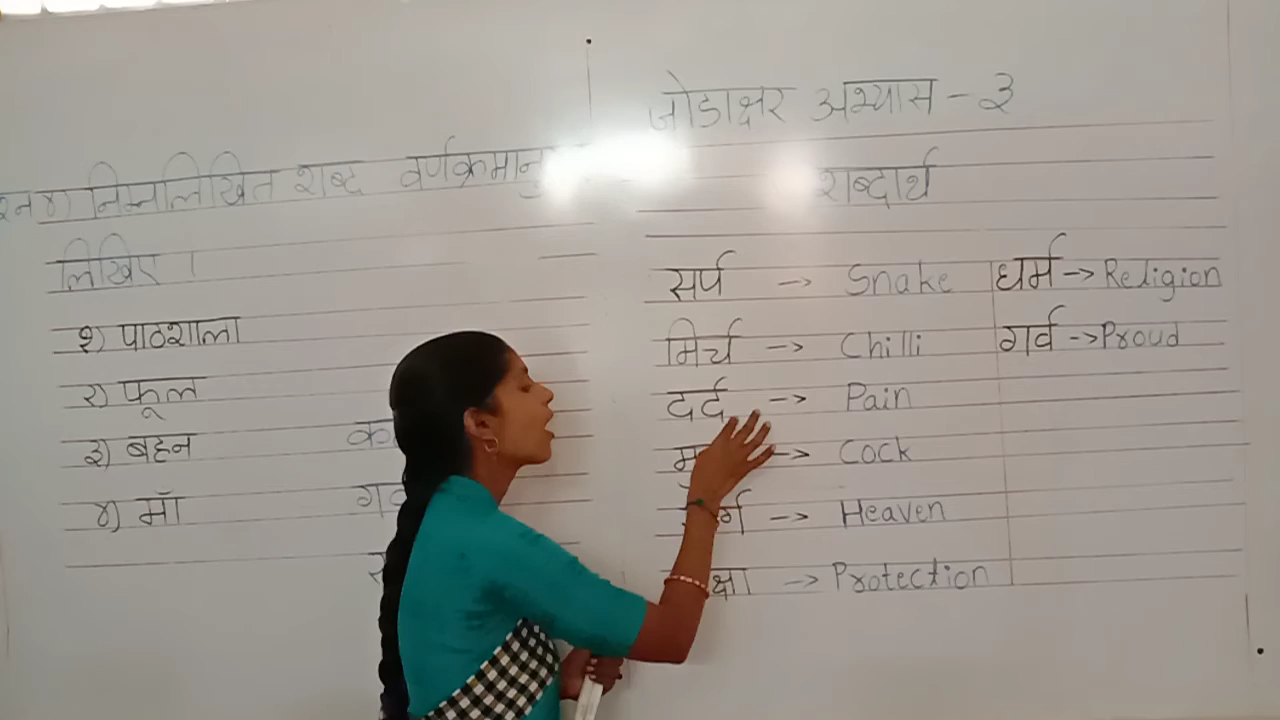 निम्नलिखित शब्द वर्णक्रमानु
लिखिए ।
१) पाठशाला
२) फूल
३) बहन
४) माँ
जोडाक्षर अभ्यास - ३
शब्दार्थ
सर्प -> Snake धर्म -> Religion
मिर्च -> Chilli गर्व -> Proud
दर्द -> Pain
-> Cock
-> Heaven
-> Protection